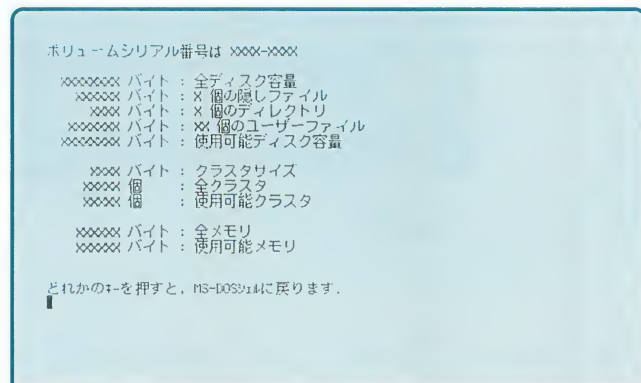 ボリュームシリアル番号は XXXX-XXXX
XXXXXXXX バイト : 全ディスク容量
XXXXXX バイト : X 個の隠しファイル
XXXX バイト : X 個のディレクトリ
XXXXXXX バイト : XX 個のユーザーファイル
XXXXXXXX バイト : 使用可能ディスク容量
XXXX バイト : クラスタサイズ
XXXXX 個 : 全クラスタ
XXXXX 個 : 使用可能クラスタ
XXXXXX バイト : 全メモリ
XXXXXX バイト : 使用可能メモリ
どれかのキーを押すと, MS-DOSシェルに戻ります.